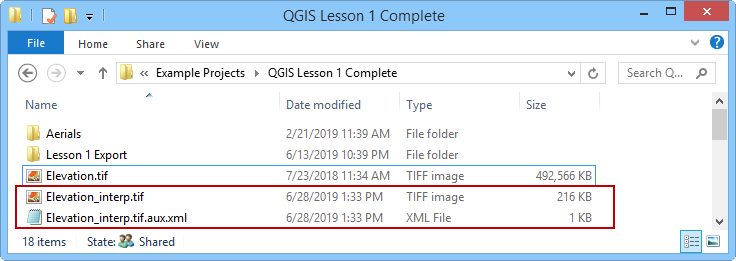 QGIS Lesson 1 Complete
File Home Share View
« Example Projects › QGIS Lesson 1 Complete Search Q...
Name Date modified Type Size
Aerials 2/21/2019 11:39 AM File folder
Lesson 1 Export 6/13/2019 10:39 PM File folder
Elevation.tif 7/23/2018 11:34 AM TIFF image 492,566 KB
Elevation_interp.tif 6/28/2019 1:33 PM TIFF image 216 KB
Elevation_interp.tif.aux.xml 6/28/2019 1:33 PM XML File 1 KB
18 items State: Shared